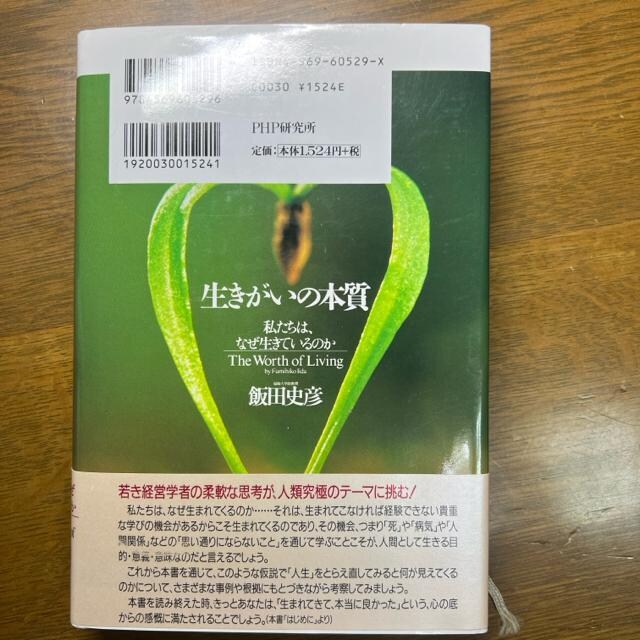 569-60529-X
C0030 ¥1524E
PHP研究所
定価:本体1,524円+税
1920030015241
生きがいの本質
私たちは、
なぜ生きているのか
The Worth of Living
by Fumihiko Iida
飯田史彦
若き経営学者の柔軟な思考が、人類究極のテーマに挑む!
私たちは、なぜ生まれてくるのか……それは、生まれてこなければ経験できない貴重
な学びの機会があるからこそ生まれてくるのであり、その機会、つまり「死」や「病気」や「人
間関係」などの「思い通りにならないこと」を通じて学ぶことこそが、人間として生きる目
的・意義・意味なのだと言えるでしょう。
これから本書を通じて、このような仮説で「人生」をとらえ直してみると何が見えてくる
のかについて、さまざまな事例や根拠にもとづきながら考察してみましょう。
本書を読み終えた時、きっとあなたは、「生まれてきて、本当に良かった」という、心の底
からの感慨に満たされることでしょう。(本書「はじめに」より)